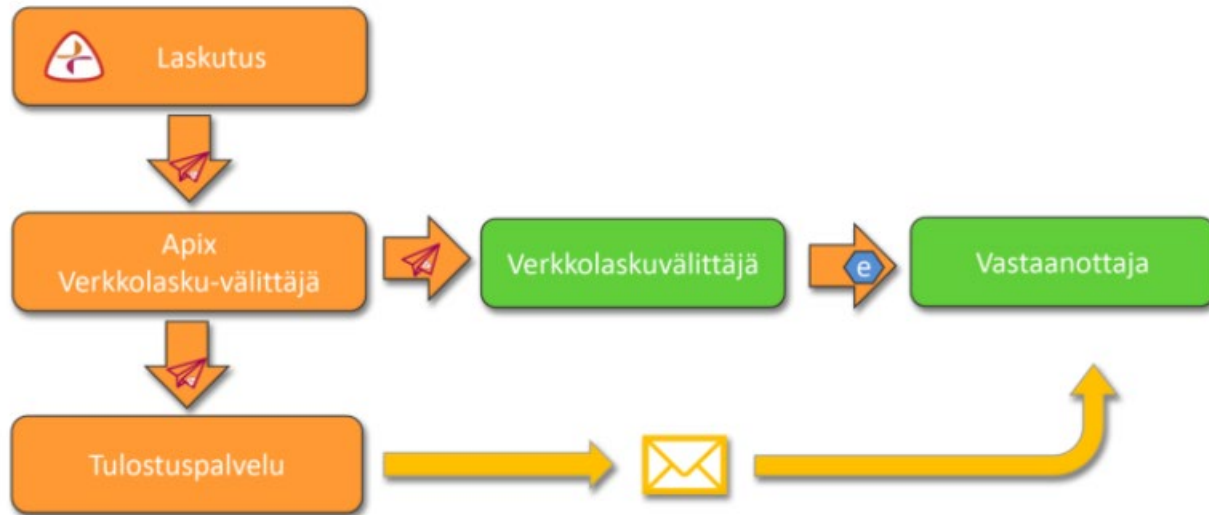 Laskutus
Apix
Verkkolasku-välittäjä
Verkkolaskuvälittäjä
e
Vastaanottaja
Tulostuspalvelu